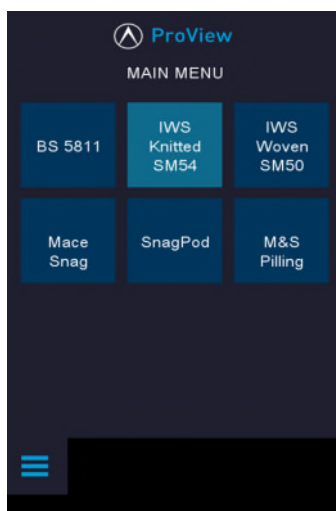 ProView
MAIN MENU
BS 5811
IWS
Knitted
SM54
IWS
Woven
SM50
Mace
Snag
SnagPod
M&S
Pilling